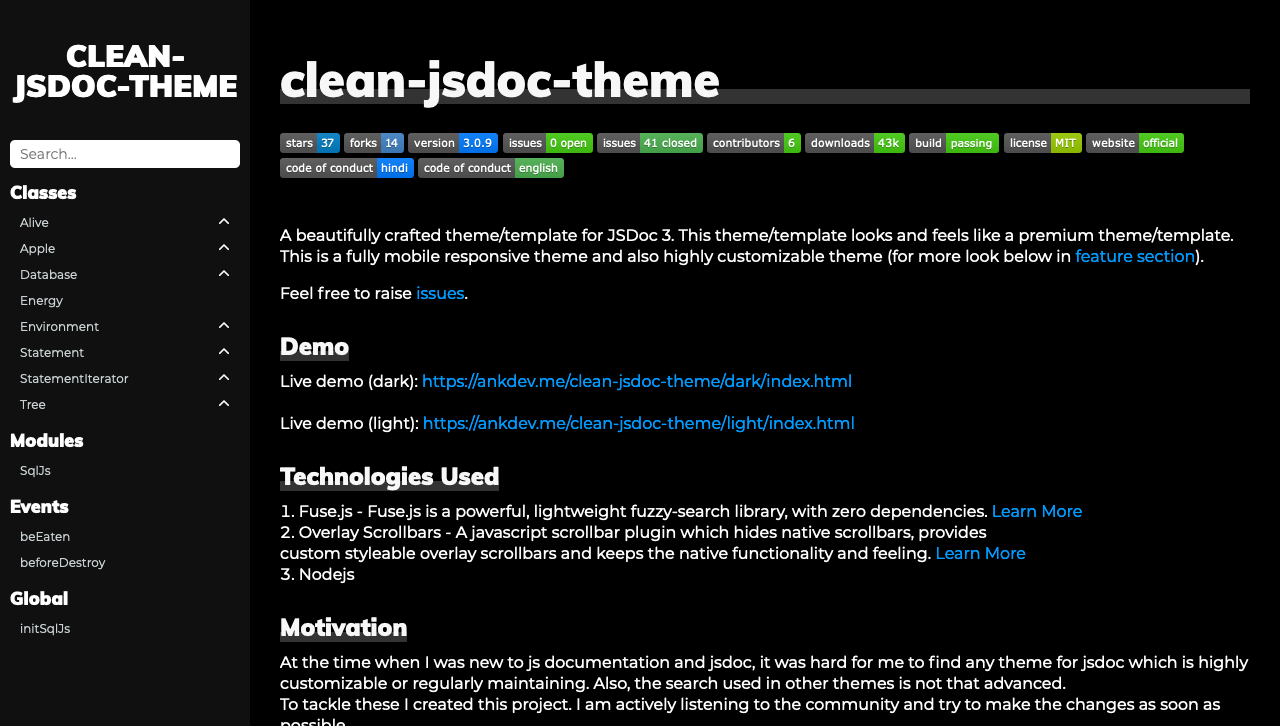 CLEAN-
JSDOC-THEME
Search...
Classes
Alive
Apple
Database
Energy
Environment
Statement
StatementIterator
Tree
Modules
SqlJs
Events
beEaten
beforeDestroy
Global
initSqlJs
clean-jsdoc-theme
stars 37 forks 14 version 3.0.9 issues 0 open issues 41 closed contributors 6 downloads 43k build passing license MIT website official
code of conduct hindi code of conduct english
A beautifully crafted theme/template for JSDoc 3. This theme/template looks and feels like a premium theme/template.
This is a fully mobile responsive theme and also highly customizable theme (for more look below in feature section).
Feel free to raise issues.
Demo
Live demo (dark): https://ankdev.me/clean-jsdoc-theme/dark/index.html
Live demo (light): https://ankdev.me/clean-jsdoc-theme/light/index.html
Technologies Used
1. Fuse.js - Fuse.js is a powerful, lightweight fuzzy-search library, with zero dependencies. Learn More
2. Overlay Scrollbars - A javascript scrollbar plugin which hides native scrollbars, provides
custom styleable overlay scrollbars and keeps the native functionality and feeling. Learn More
3. Nodejs
Motivation
At the time when I was new to js documentation and jsdoc, it was hard for me to find any theme for jsdoc which is highly
customizable or regularly maintaining. Also, the search used in other themes is not that advanced.
To tackle these I created this project. I am actively listening to the community and try to make the changes as soon as
possible.